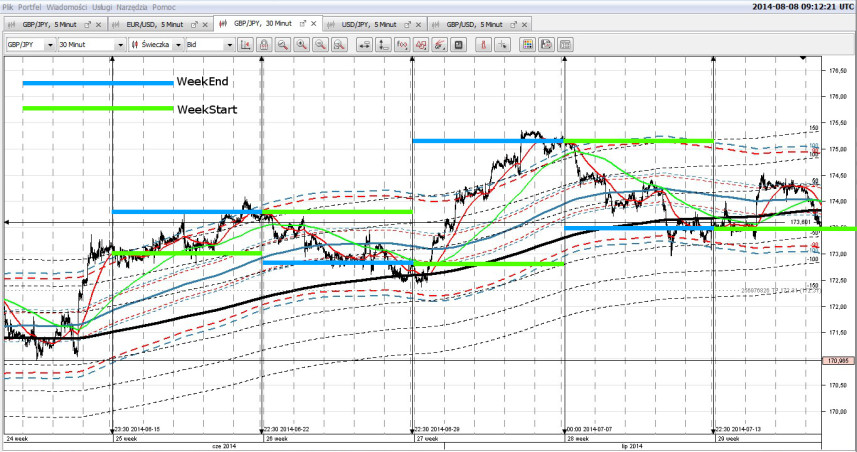 Plik Portfel Wiadomości Usługi Narzędzia Pomoc
2014-08-08 09:12:21 UTC
GBP/JPY, 5 Minut
EUR/USD, 5 Minut
GBP/JPY, 30 Minut
USD/JPY, 5 Minut
GBP/USD, 5 Minut
GBP/JPY
30 Minut
Świeczka
Bid
WeekEnd
WeekStart
176,50
176,00
175,50
175,00
174,50
174,00
173,00
172,50
172,00
171,50
170,50
170,00
150
100
50
173,601
-50
-100
-150
170,965
23:30 2014-06-15
22:30 2014-06-22
22:30 2014-06-29
00:00 2014-07-07
22:30 2014-07-13
24 week
25 week
26 week
27 week
28 week
29 week
cze 2014
lip 2014